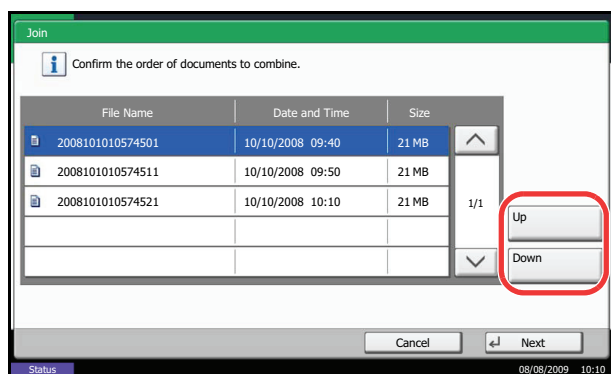 Join
Confirm the order of documents to combine.
File Name Date and Time Size
2008101010574501 10/10/2008 09:40 21 MB
2008101010574511 10/10/2008 09:50 21 MB
2008101010574521 10/10/2008 10:10 21 MB
1/1
Up
Down
Cancel Next
Status 08/08/2009 10:10